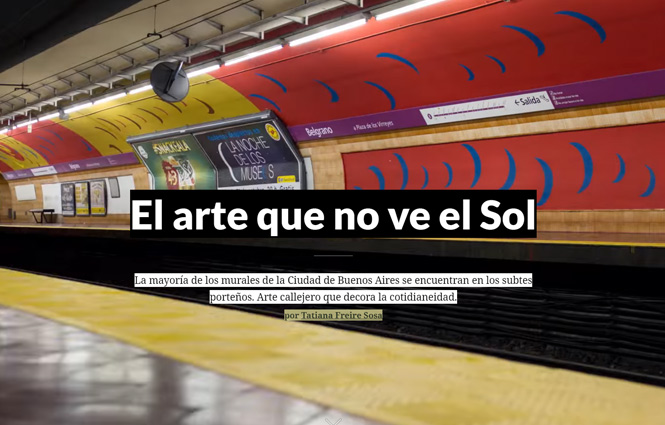 Belgrano
a Plaza de los Virreyes
←Salida
LA NOCHE
DE LOS
MUSEOS
El arte que no ve el Sol
La mayoría de los murales de la Ciudad de Buenos Aires se encuentran en los subtes
porteños. Arte callejero que decora la cotidianeidad.
por Tatiana Freire Sosa